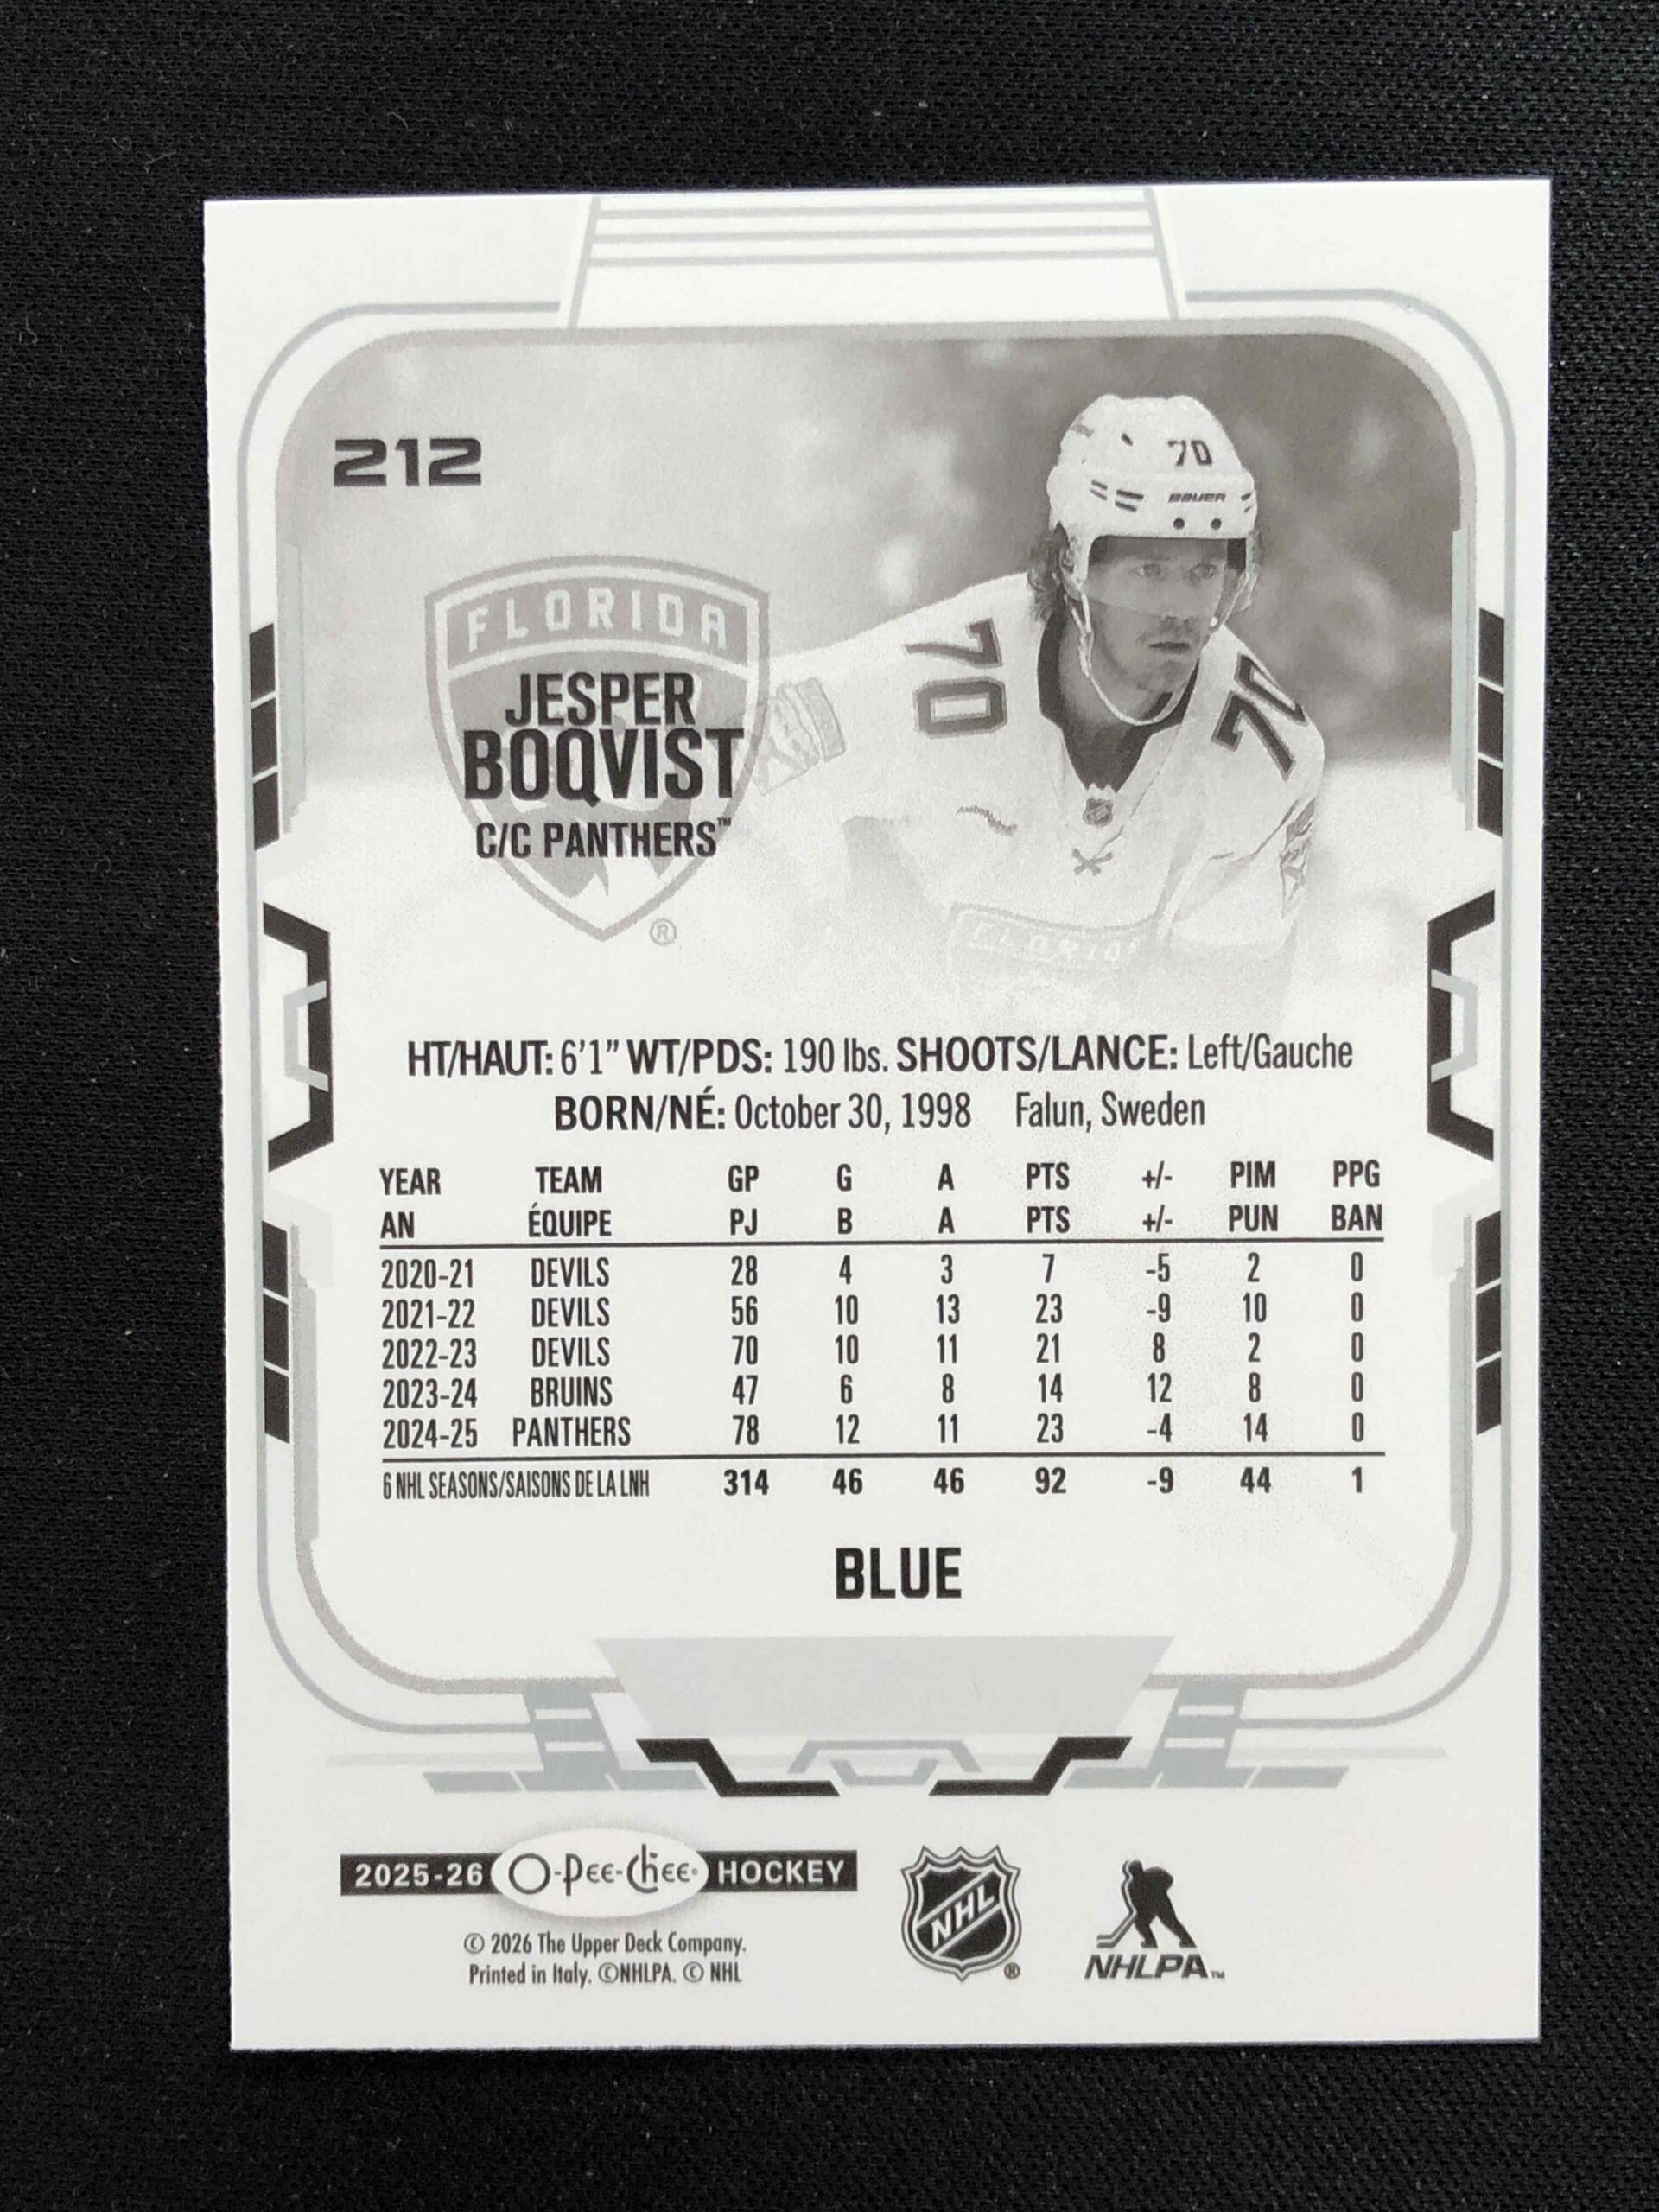 212
70
BAUER
FLORIDA
70
70
JESPER
BOQVIST
C/C PANTHERS™
®
FLORIDA
HT/HAUT: 6'1" WT/PDS: 190 lbs. SHOOTS/LANCE: Left/Gauche
BORN/NÉ: October 30, 1998 Falun, Sweden
YEAR TEAM GP G A PTS +/- PIM PPG
AN ÉQUIPE PJ B A PTS +/- PUN BAN
2020-21 DEVILS 28 4 3 7 -5 2 0
2021-22 DEVILS 56 10 13 23 -9 10 0
2022-23 DEVILS 70 10 11 21 8 2 0
2023-24 BRUINS 47 6 8 14 12 8 0
2024-25 PANTHERS 78 12 11 23 -4 14 0
6 NHL SEASONS/SAISONS DE LA LNH 314 46 46 92 -9 44 1
BLUE
2025-26 O-Pee-Chee® HOCKEY
© 2026 The Upper Deck Company.
Printed in Italy. ©NHLPA. © NHL
NHL ®
NHLPA™